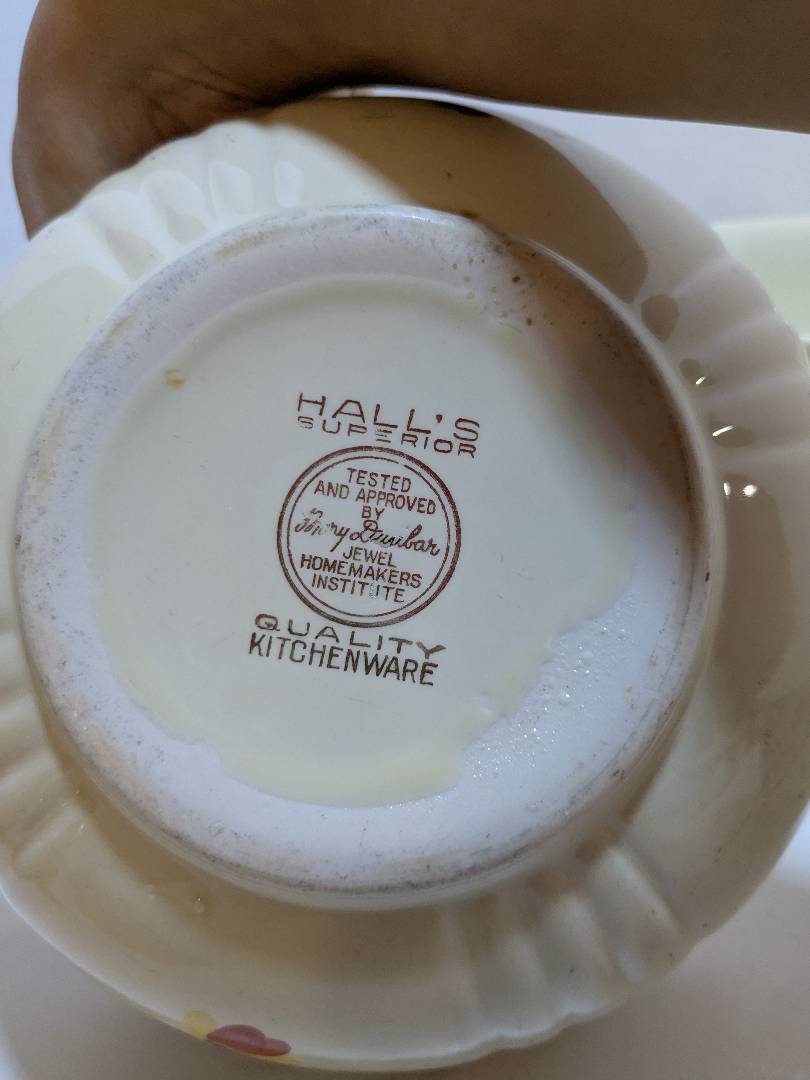 HALL'S
SUPERIOR
TESTED
AND APPROVED
BY
Mary Dunbar
JEWEL
HOMEMAKERS
INSTITUTE
QUALITY
KITCHENWARE